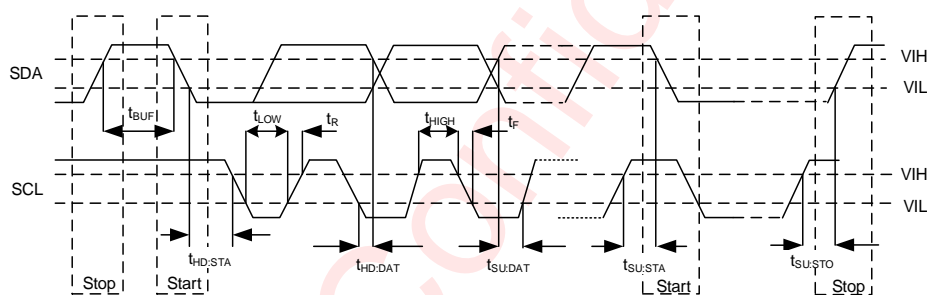 SDA
VIH
VIL
tBUF
tLOW
tR
tHIGH
tF
SCL
VIH
VIL
tHD:STA
tHD:DAT
tSU:DAT
tSU:STA
tSU:STO
Stop
Start
Start
Stop
Confid